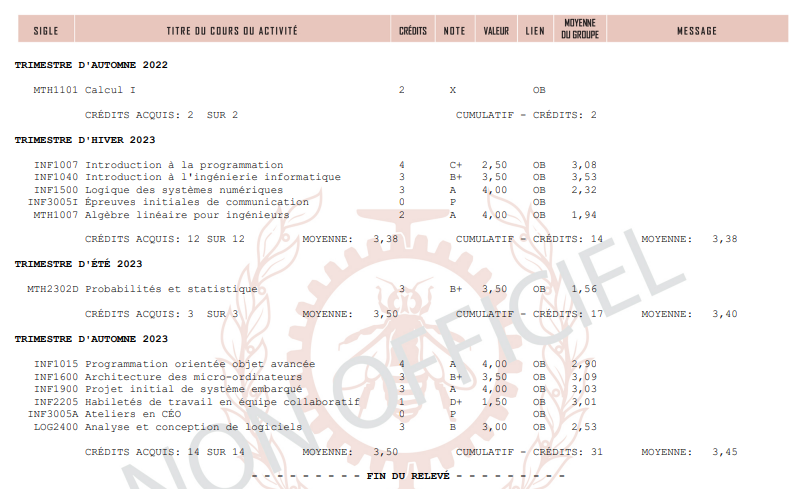 SIGLE TITRE DU COURS OU ACTIVITÉ CRÉDITS NOTE VALEUR LIEN MOYENNE DU GROUPE MESSAGE
TRIMESTRE D'AUTOMNE 2022
MTH1101 Calcul I 2 X OB
CRÉDITS ACQUIS: 2 SUR 2 CUMULATIF - CRÉDITS: 2
TRIMESTRE D'HIVER 2023
INF1007 Introduction à la programmation 4 C+ 2,50 OB 3,08
INF1040 Introduction à l'ingénierie informatique 3 B+ 3,50 OB 3,53
INF1500 Logique des systèmes numériques 3 A 4,00 OB 2,32
INF3005I Épreuves initiales de communication 0 P OB
MTH1007 Algèbre linéaire pour ingénieurs 2 A 4,00 OB 1,94
CRÉDITS ACQUIS: 12 SUR 12 MOYENNE: 3,38 CUMULATIF - CRÉDITS: 14 MOYENNE: 3,38
TRIMESTRE D'ÉTÉ 2023
MTH2302D Probabilités et statistique 3 B+ 3,50 OB 1,56
CRÉDITS ACQUIS: 3 SUR 3 MOYENNE: 3,50 CUMULATIF - CRÉDITS: 17 MOYENNE: 3,40
TRIMESTRE D'AUTOMNE 2023
INF1015 Programmation orientée objet avancée 4 A 4,00 OB 2,90
INF1600 Architecture des micro-ordinateurs 3 B+ 3,50 OB 3,09
INF1900 Projet initial de système embarqué 3 A 4,00 OB 3,03
INF2205 Habiletés de travail en équipe collaboratif 1 D+ 1,50 OB 3,01
INF3005A Ateliers en CÉO 0 P OB
LOG2400 Analyse et conception de logiciels 3 B 3,00 OB 2,53
CRÉDITS ACQUIS: 14 SUR 14 MOYENNE: 3,50 CUMULATIF - CRÉDITS: 31 MOYENNE: 3,45
- - - - - - - - - FIN DU RELEVÉ - - - - - - - - -
NON OFFICIEL